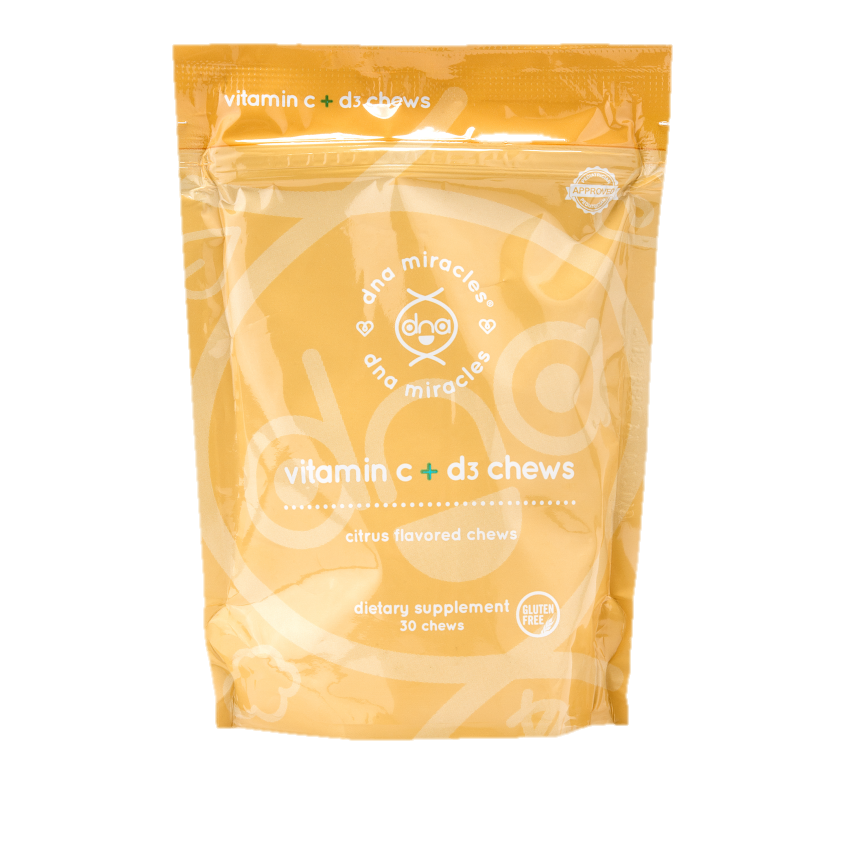 vitamin c + d3 chews
APPROVED
dna miracles®
dna
dna miracles
dna
vitamin c + d3 chews
citrus flavored chews
dietary supplement
30 chews
GLUTEN
FREE